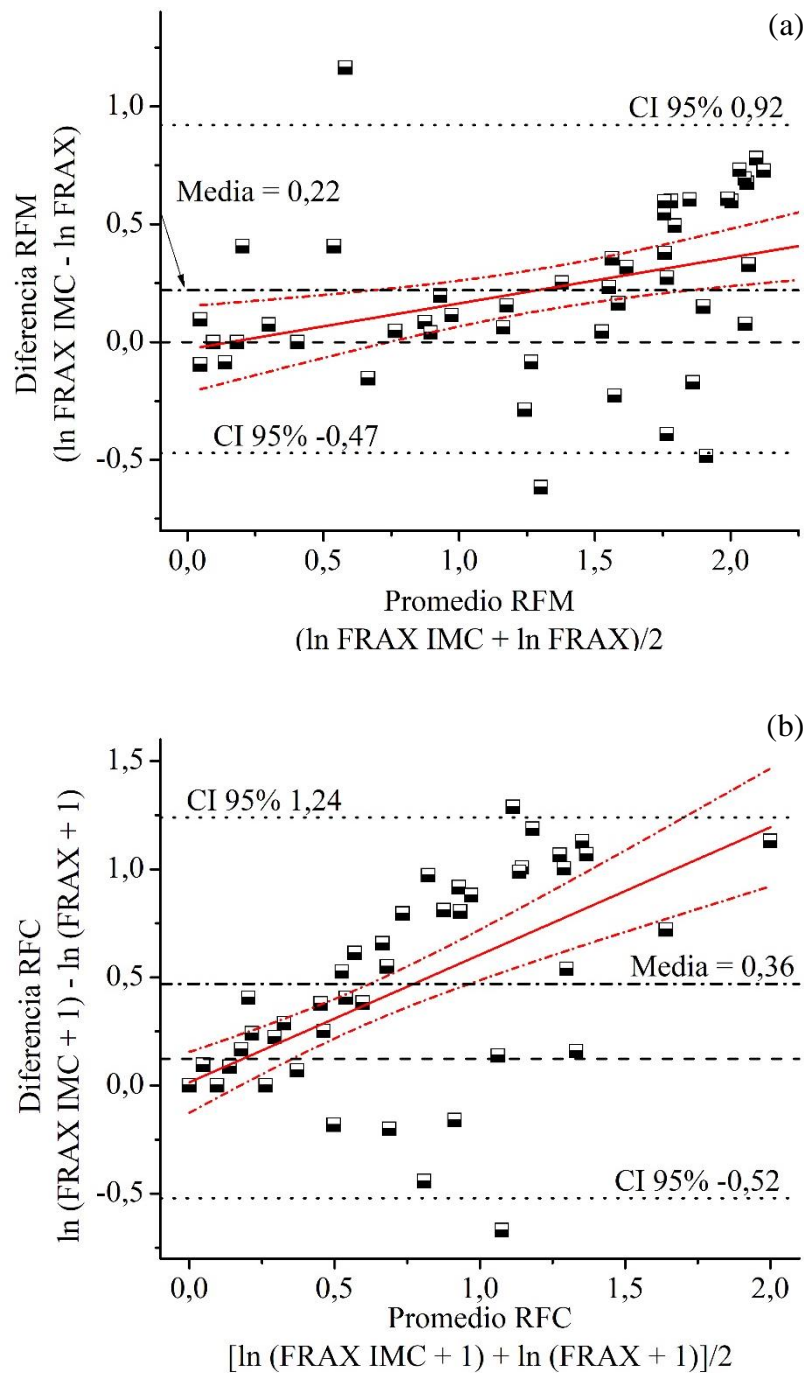 (a)
1,0
0,5
0,0
-0,5
Diferencia RFM
(ln FRAX IMC - ln FRAX)
CI 95% 0,92
Media = 0,22
CI 95% -0,47
0,0 0,5 1,0 1,5 2,0
Promedio RFM
(ln FRAX IMC + ln FRAX)/2
(b)
1,5
1,0
0,5
0,0
-0,5
Diferencia RFC
ln (FRAX IMC + 1) - ln (FRAX + 1)
CI 95% 1,24
Media = 0,36
CI 95% -0,52
0,0 0,5 1,0 1,5 2,0
Promedio RFC
[ln (FRAX IMC + 1) + ln (FRAX + 1)]/2